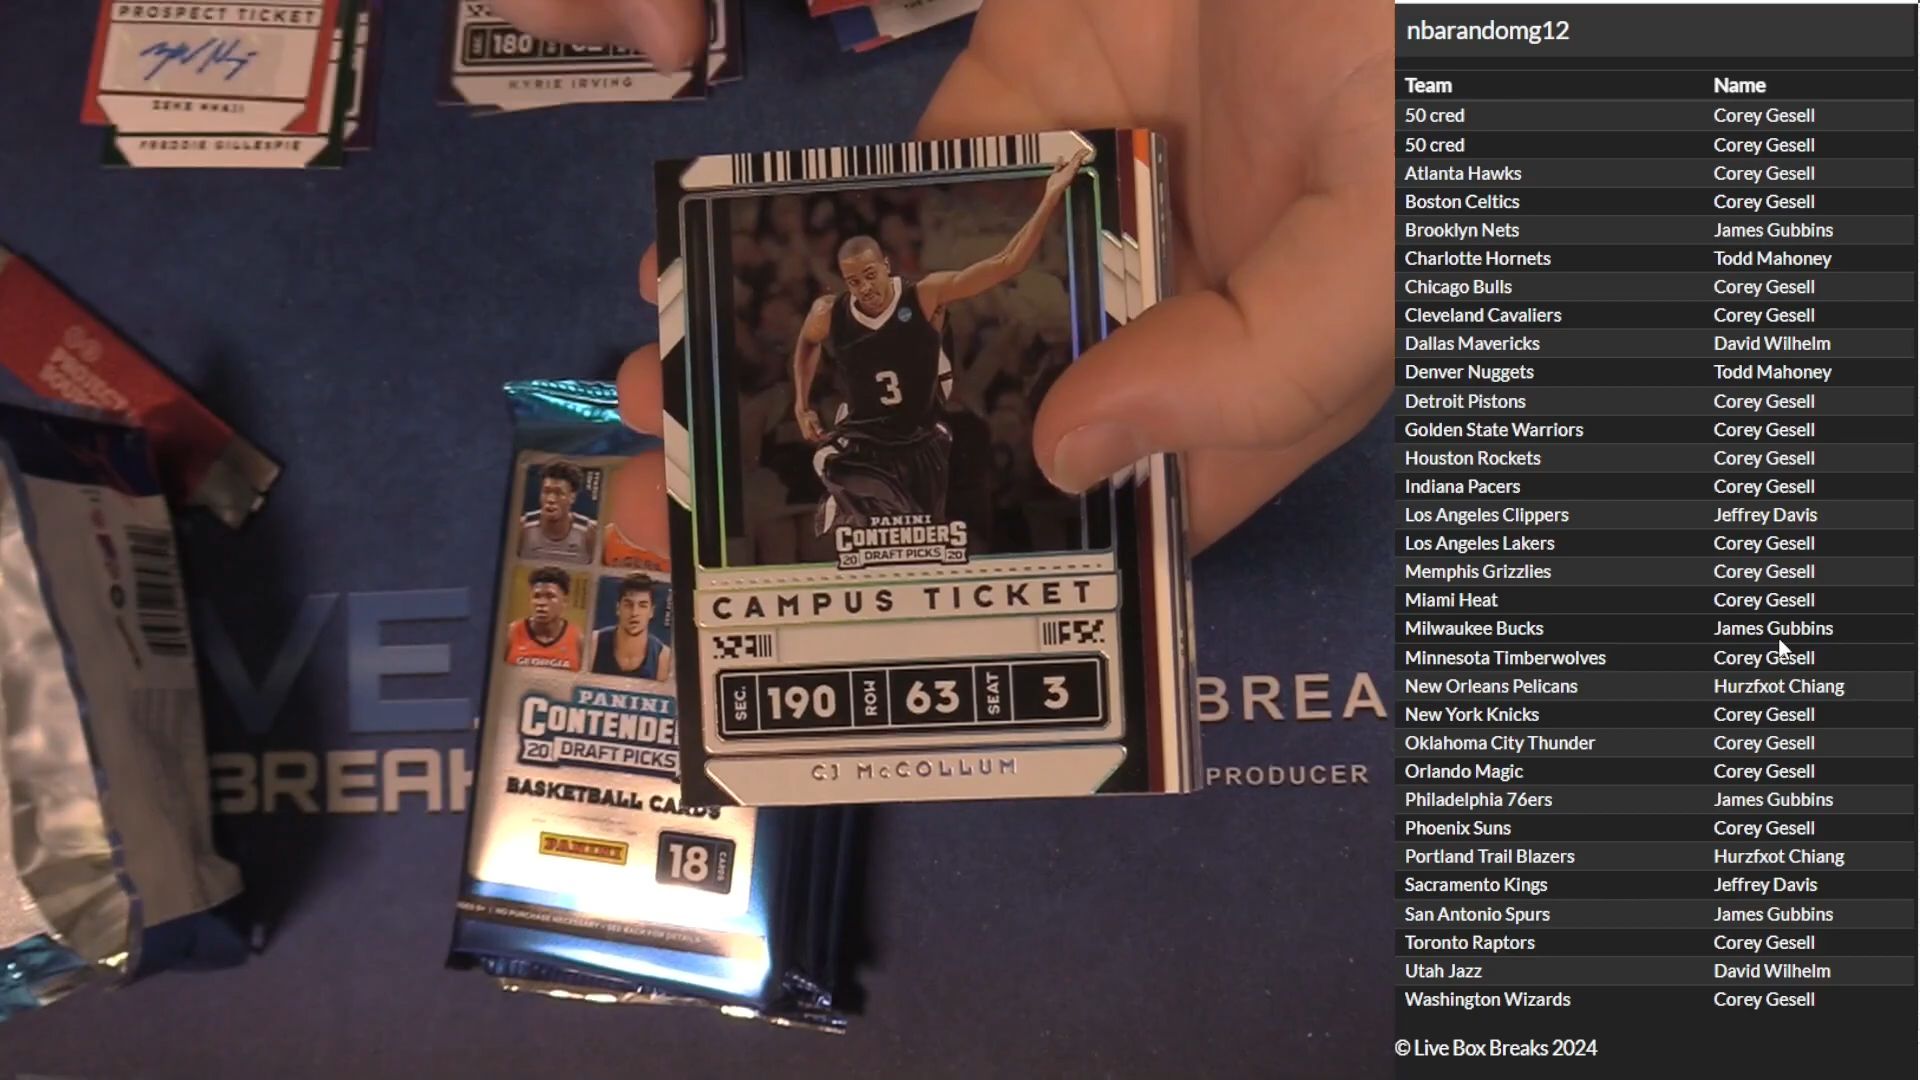 PROSPECT TICKET
ZEKE NNAJI
FREDDIE GILLESPIE
180
KYRIE IRVING
3
PANINI
CONTENDERS
20 DRAFT PICKS 20
CAMPUS TICKET
SEC. 190 ROW 63 SEAT 3
CJ McCOLLUM
GEORGIA
PANINI
CONTENDE
20 DRAFT PICKS
BASKETBALL CARDS
PANINI
18 CARDS
VE
BREAK
BREA
PRODUCER
nbarandomg12
Team Name
50 cred Corey Gesell
50 cred Corey Gesell
Atlanta Hawks Corey Gesell
Boston Celtics Corey Gesell
Brooklyn Nets James Gubbins
Charlotte Hornets Todd Mahoney
Chicago Bulls Corey Gesell
Cleveland Cavaliers Corey Gesell
Dallas Mavericks David Wilhelm
Denver Nuggets Todd Mahoney
Detroit Pistons Corey Gesell
Golden State Warriors Corey Gesell
Houston Rockets Corey Gesell
Indiana Pacers Corey Gesell
Los Angeles Clippers Jeffrey Davis
Los Angeles Lakers Corey Gesell
Memphis Grizzlies Corey Gesell
Miami Heat Corey Gesell
Milwaukee Bucks James Gubbins
Minnesota Timberwolves Corey Gesell
New Orleans Pelicans Hurzfxot Chiang
New York Knicks Corey Gesell
Oklahoma City Thunder Corey Gesell
Orlando Magic Corey Gesell
Philadelphia 76ers James Gubbins
Phoenix Suns Corey Gesell
Portland Trail Blazers Hurzfxot Chiang
Sacramento Kings Jeffrey Davis
San Antonio Spurs James Gubbins
Toronto Raptors Corey Gesell
Utah Jazz David Wilhelm
Washington Wizards Corey Gesell
© Live Box Breaks 2024